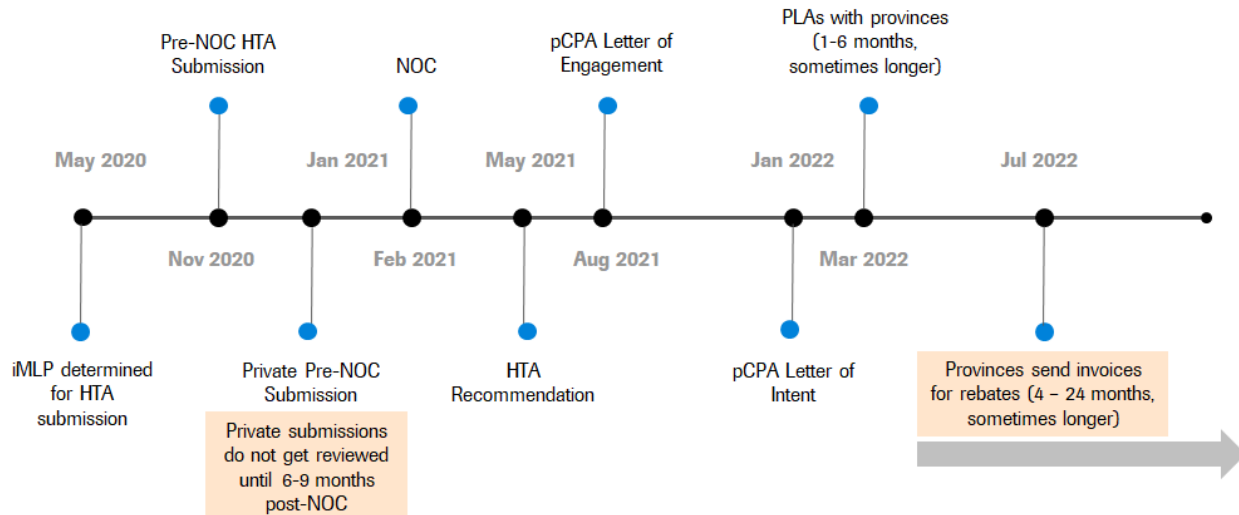 Pre-NOC HTA
Submission
NOC
pCPA Letter of
Engagement
PLAs with provinces
(1-6 months,
sometimes longer)
May 2020
Jan 2021
May 2021
Jan 2022
Jul 2022
Nov 2020
Feb 2021
Aug 2021
Mar 2022
iMLP determined
for HTA
submission
Private Pre-NOC
Submission
Private submissions
do not get reviewed
until 6-9 months
post-NOC
HTA
Recommendation
pCPA Letter of
Intent
Provinces send invoices
for rebates (4 – 24 months,
sometimes longer)